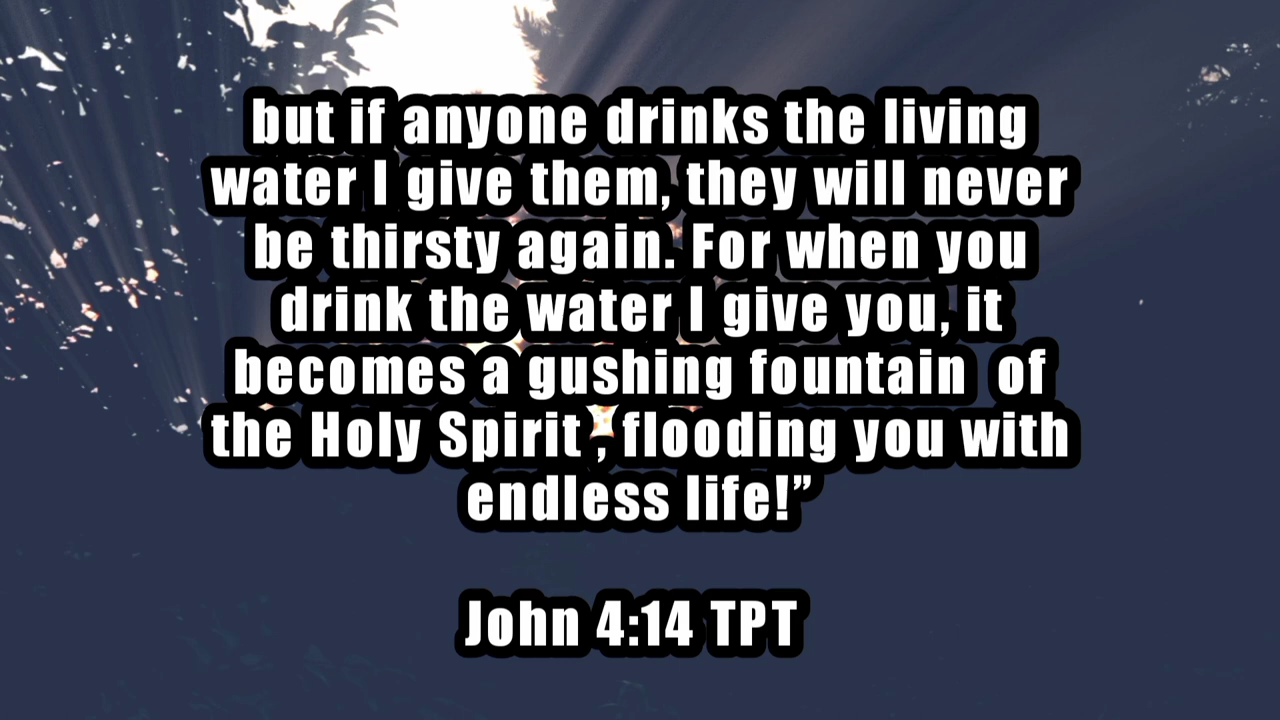 but if anyone drinks the living
water I give them, they will never
be thirsty again. For when you
drink the water I give you, it
becomes a gushing fountain  of
the Holy Spirit , flooding you with
endless life!”
John 4:14 TPT